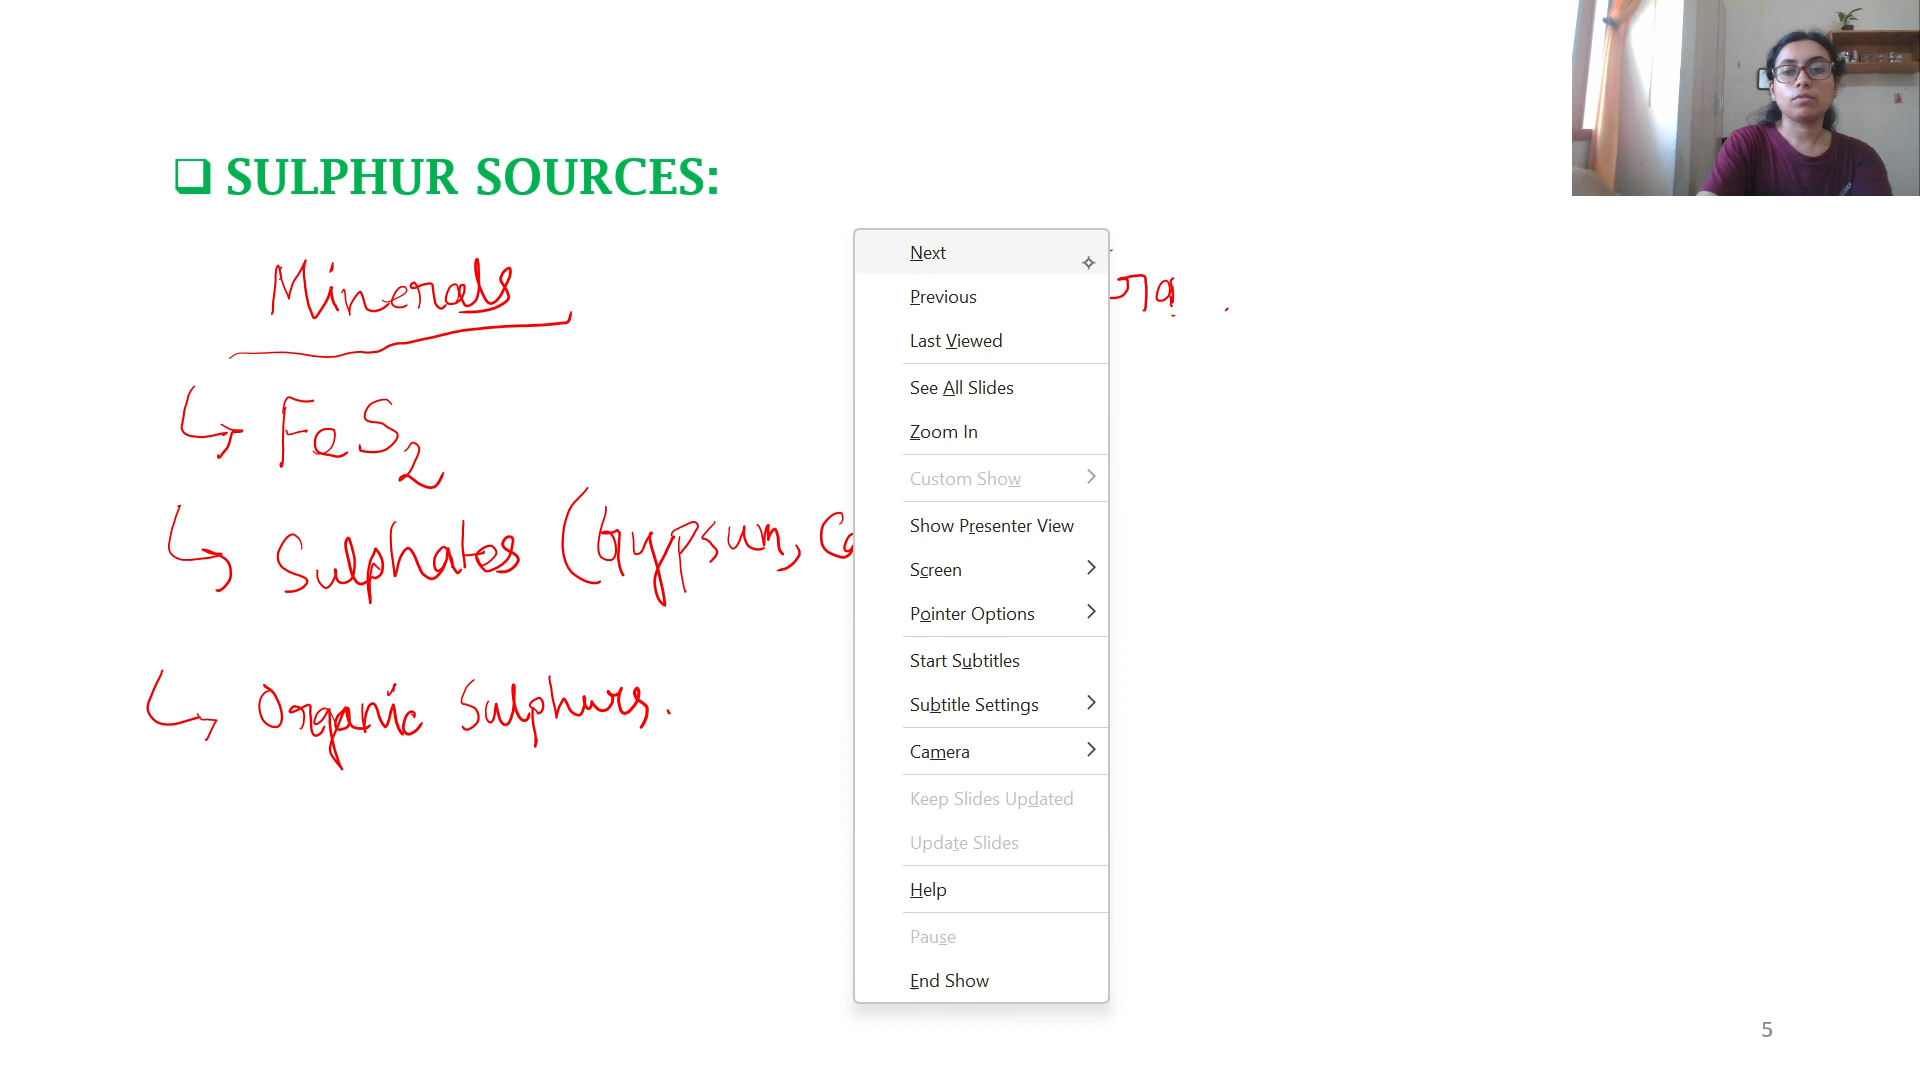 ❑ SULPHUR SOURCES:
Minerals
↳ FeS2
↳ Sulphates (Gypsum,
↳ Organic Sulphurs.
Next
Previous
Last Viewed
See All Slides
Zoom In
Custom Show
Show Presenter View
Screen
Pointer Options
Start Subtitles
Subtitle Settings
Camera
Keep Slides Updated
Update Slides
Help
Pause
End Show
5